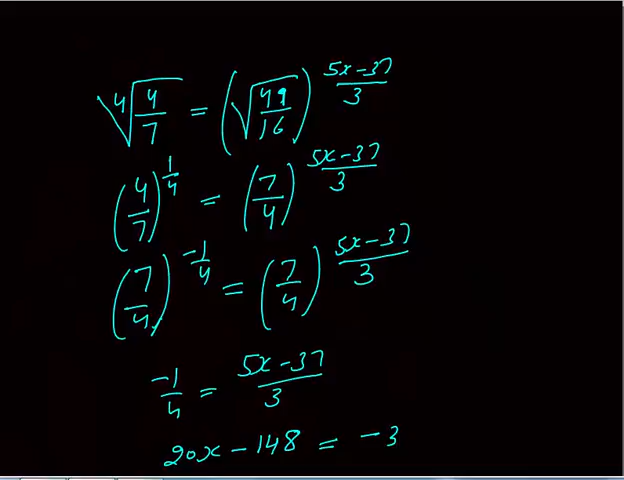 ∜(4/7) = (√(49/16))^((5x-37)/3)
(4/7)^(1/4) = (7/4)^((5x-37)/3)
(7/4)^(-1/4) = (7/4)^((5x-37)/3)
-1/4 = (5x-37)/3
20x - 148 = -3